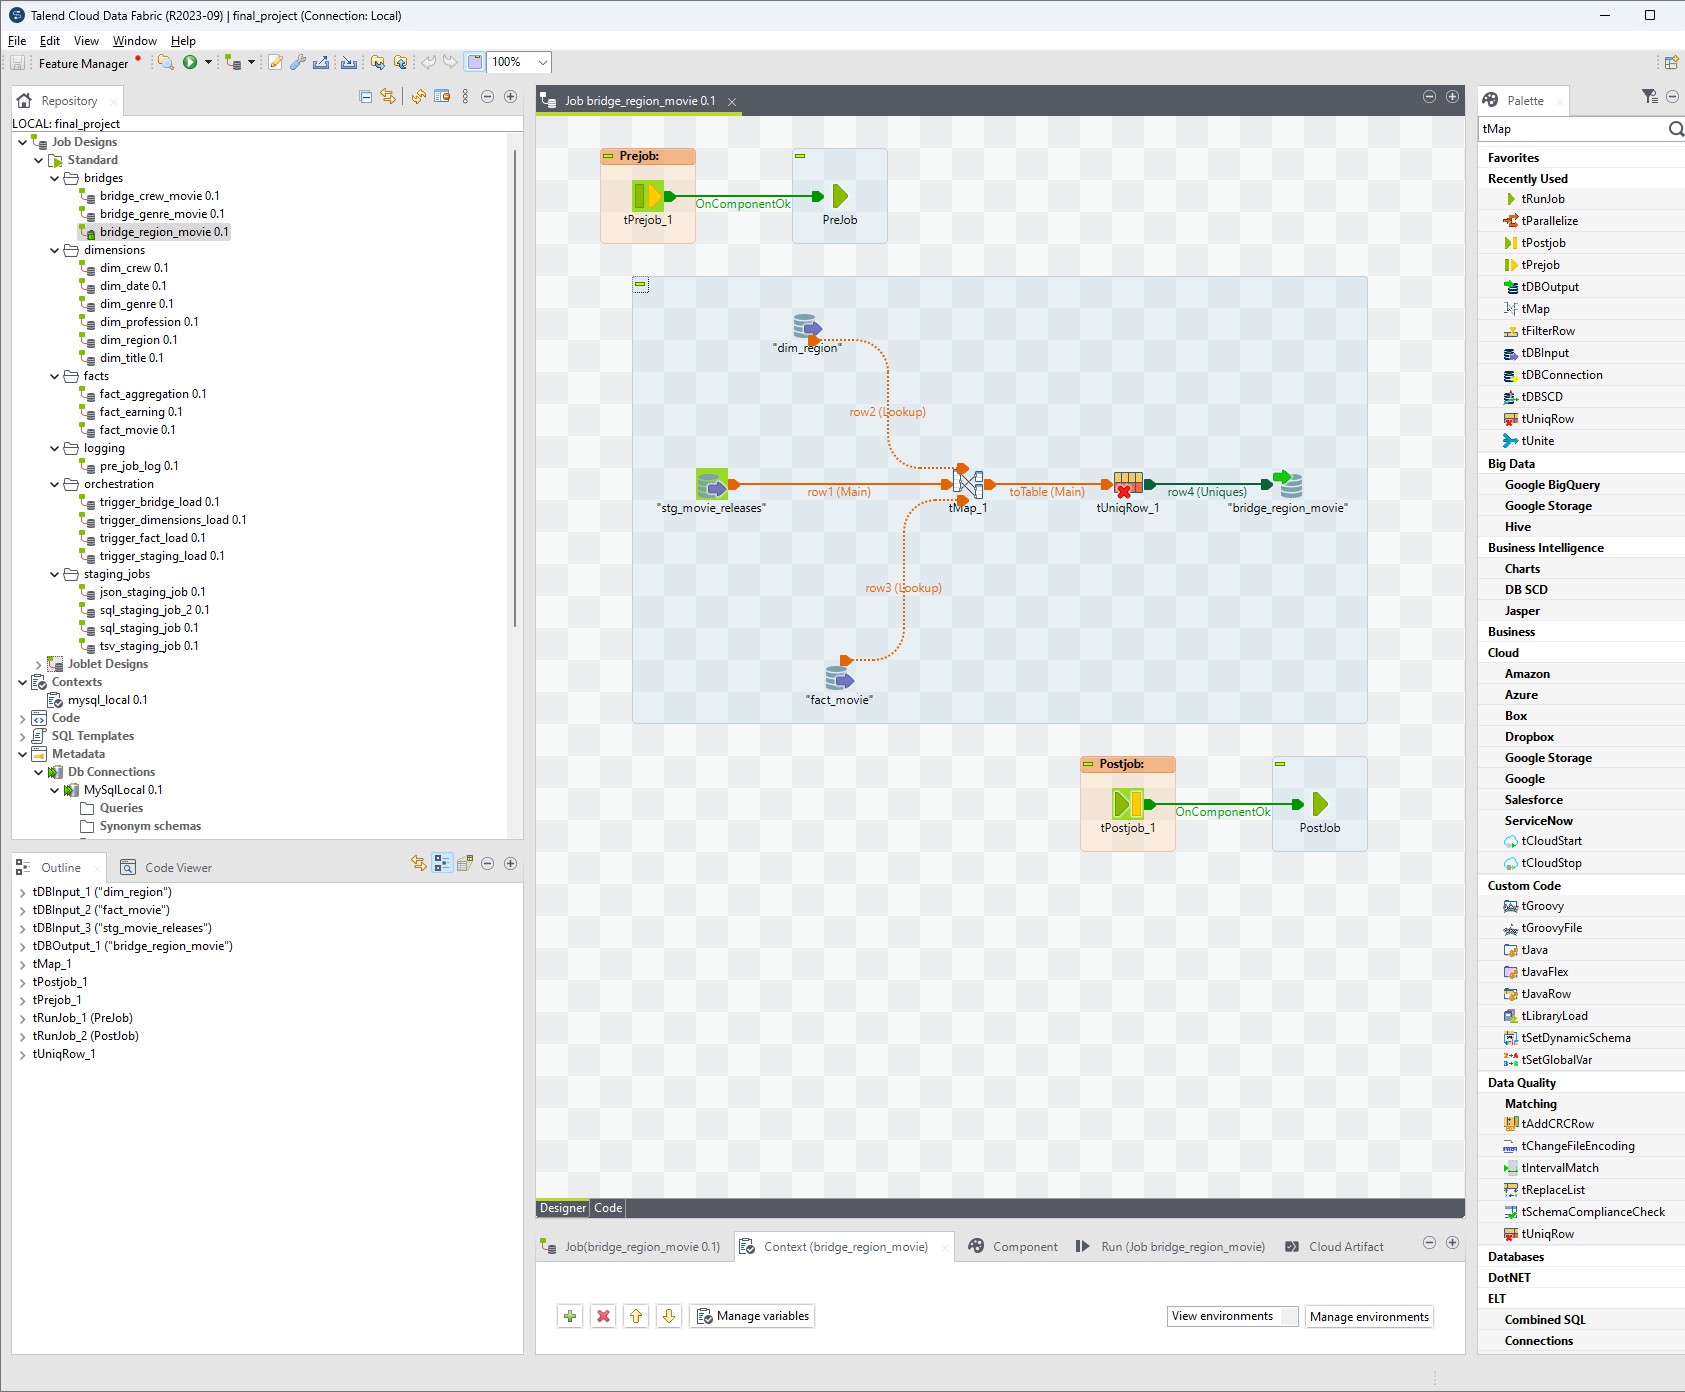 Talend Cloud Data Fabric (R2023-09) | final_project (Connection: Local)
File Edit View Window Help
Feature Manager
100%
Repository
LOCAL: final_project
Job Designs
Standard
bridges
bridge_crew_movie 0.1
bridge_genre_movie 0.1
bridge_region_movie 0.1
dimensions
dim_crew 0.1
dim_date 0.1
dim_genre 0.1
dim_profession 0.1
dim_region 0.1
dim_title 0.1
facts
fact_aggregation 0.1
fact_earning 0.1
fact_movie 0.1
logging
pre_job_log 0.1
orchestration
trigger_bridge_load 0.1
trigger_dimensions_load 0.1
trigger_fact_load 0.1
trigger_staging_load 0.1
staging_jobs
json_staging_job 0.1
sql_staging_job_2 0.1
sql_staging_job 0.1
tsv_staging_job 0.1
Joblet Designs
Contexts
mysql_local 0.1
Code
SQL Templates
Metadata
Db Connections
MySqlLocal 0.1
Queries
Synonym schemas
Outline
Code Viewer
tDBInput_1 ("dim_region")
tDBInput_2 ("fact_movie")
tDBInput_3 ("stg_movie_releases")
tDBOutput_1 ("bridge_region_movie")
tMap_1
tPostjob_1
tPrejob_1
tRunJob_1 (PreJob)
tRunJob_2 (PostJob)
tUniqRow_1
Job bridge_region_movie 0.1
Prejob:
OnComponentOk
tPrejob_1
PreJob
"dim_region"
row2 (Lookup)
row1 (Main)
toTable (Main)
row4 (Uniques)
"stg_movie_releases"
tMap_1
tUniqRow_1
"bridge_region_movie"
row3 (Lookup)
"fact_movie"
Postjob:
OnComponentOk
tPostjob_1
PostJob
Designer
Code
Job(bridge_region_movie 0.1)
Context (bridge_region_movie)
Component
Run (Job bridge_region_movie)
Cloud Artifact
Manage variables
View environments
Manage environments
Palette
tMap
Favorites
Recently Used
tRunJob
tParallelize
tPostjob
tPrejob
tDBOutput
tMap
tFilterRow
tDBInput
tDBConnection
tDBSCD
tUniqRow
tUnite
Big Data
Google BigQuery
Google Storage
Hive
Business Intelligence
Charts
DB SCD
Jasper
Business
Cloud
Amazon
Azure
Box
Dropbox
Google Storage
Google
Salesforce
ServiceNow
tCloudStart
tCloudStop
Custom Code
tGroovy
tGroovyFile
tJava
tJavaFlex
tJavaRow
tLibraryLoad
tSetDynamicSchema
tSetGlobalVar
Data Quality
Matching
tAddCRCRow
tChangeFileEncoding
tIntervalMatch
tReplaceList
tSchemaComplianceCheck
tUniqRow
Databases
DotNET
ELT
Combined SQL
Connections